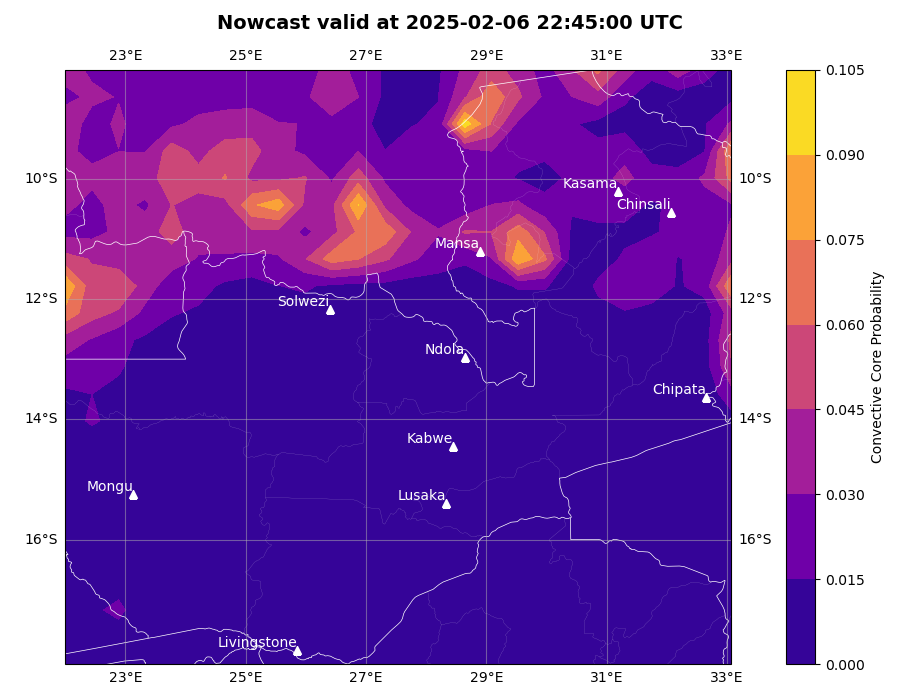 Nowcast valid at 2025-02-06 22:45:00 UTC
23°E 25°E 27°E 29°E 31°E 33°E
0.105
0.090
10°S Kasama 10°S
Chinsali
0.075
Mansa
12°S Solwezi 12°S
0.060
Ndola
Chipata
0.045
14°S 14°S
Kabwe
Mongu Lusaka
0.030
16°S 16°S
0.015
Livingstone
0.000
23°E 25°E 27°E 29°E 31°E 33°E
Convective Core Probability